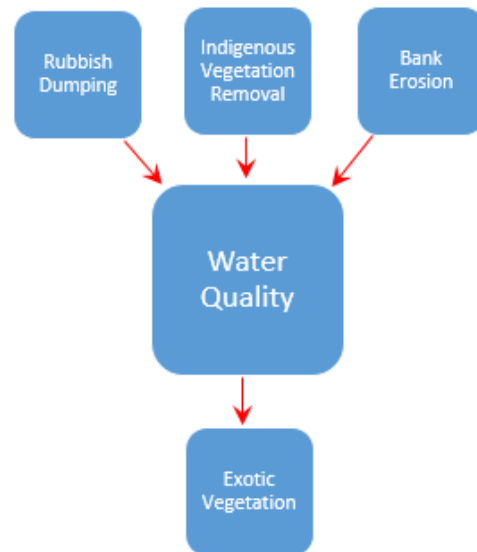 Rubbish
Dumping
Indigenous
Vegetation
Removal
Bank
Erosion
Water
Quality
Exotic
Vegetation